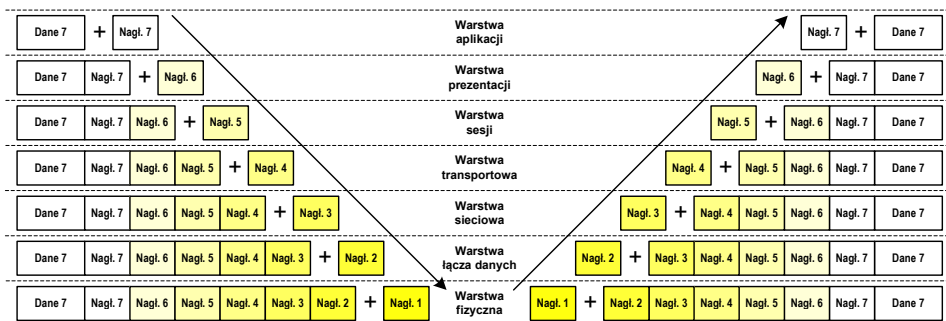 Dane 7 + Nagł. 7 Warstwa aplikacji Nagł. 7 + Dane 7
Dane 7 Nagł. 7 + Nagł. 6 Warstwa prezentacji Nagł. 6 + Nagł. 7 Dane 7
Dane 7 Nagł. 7 Nagł. 6 + Nagł. 5 Warstwa sesji Nagł. 5 + Nagł. 6 Nagł. 7 Dane 7
Dane 7 Nagł. 7 Nagł. 6 Nagł. 5 + Nagł. 4 Warstwa transportowa Nagł. 4 + Nagł. 5 Nagł. 6 Nagł. 7 Dane 7
Dane 7 Nagł. 7 Nagł. 6 Nagł. 5 Nagł. 4 + Nagł. 3 Warstwa sieciowa Nagł. 3 + Nagł. 4 Nagł. 5 Nagł. 6 Nagł. 7 Dane 7
Dane 7 Nagł. 7 Nagł. 6 Nagł. 5 Nagł. 4 Nagł. 3 + Nagł. 2 Warstwa łącza danych Nagł. 2 + Nagł. 3 Nagł. 4 Nagł. 5 Nagł. 6 Nagł. 7 Dane 7
Dane 7 Nagł. 7 Nagł. 6 Nagł. 5 Nagł. 4 Nagł. 3 Nagł. 2 + Nagł. 1 Warstwa fizyczna Nagł. 1 + Nagł. 2 Nagł. 3 Nagł. 4 Nagł. 5 Nagł. 6 Nagł. 7 Dane 7